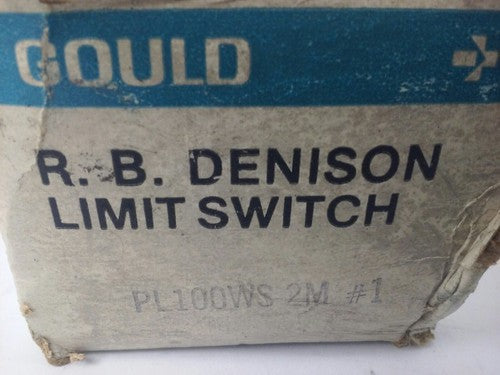 GOULD
R. B. DENISON
LIMIT SWITCH
PL100WS 2M #1